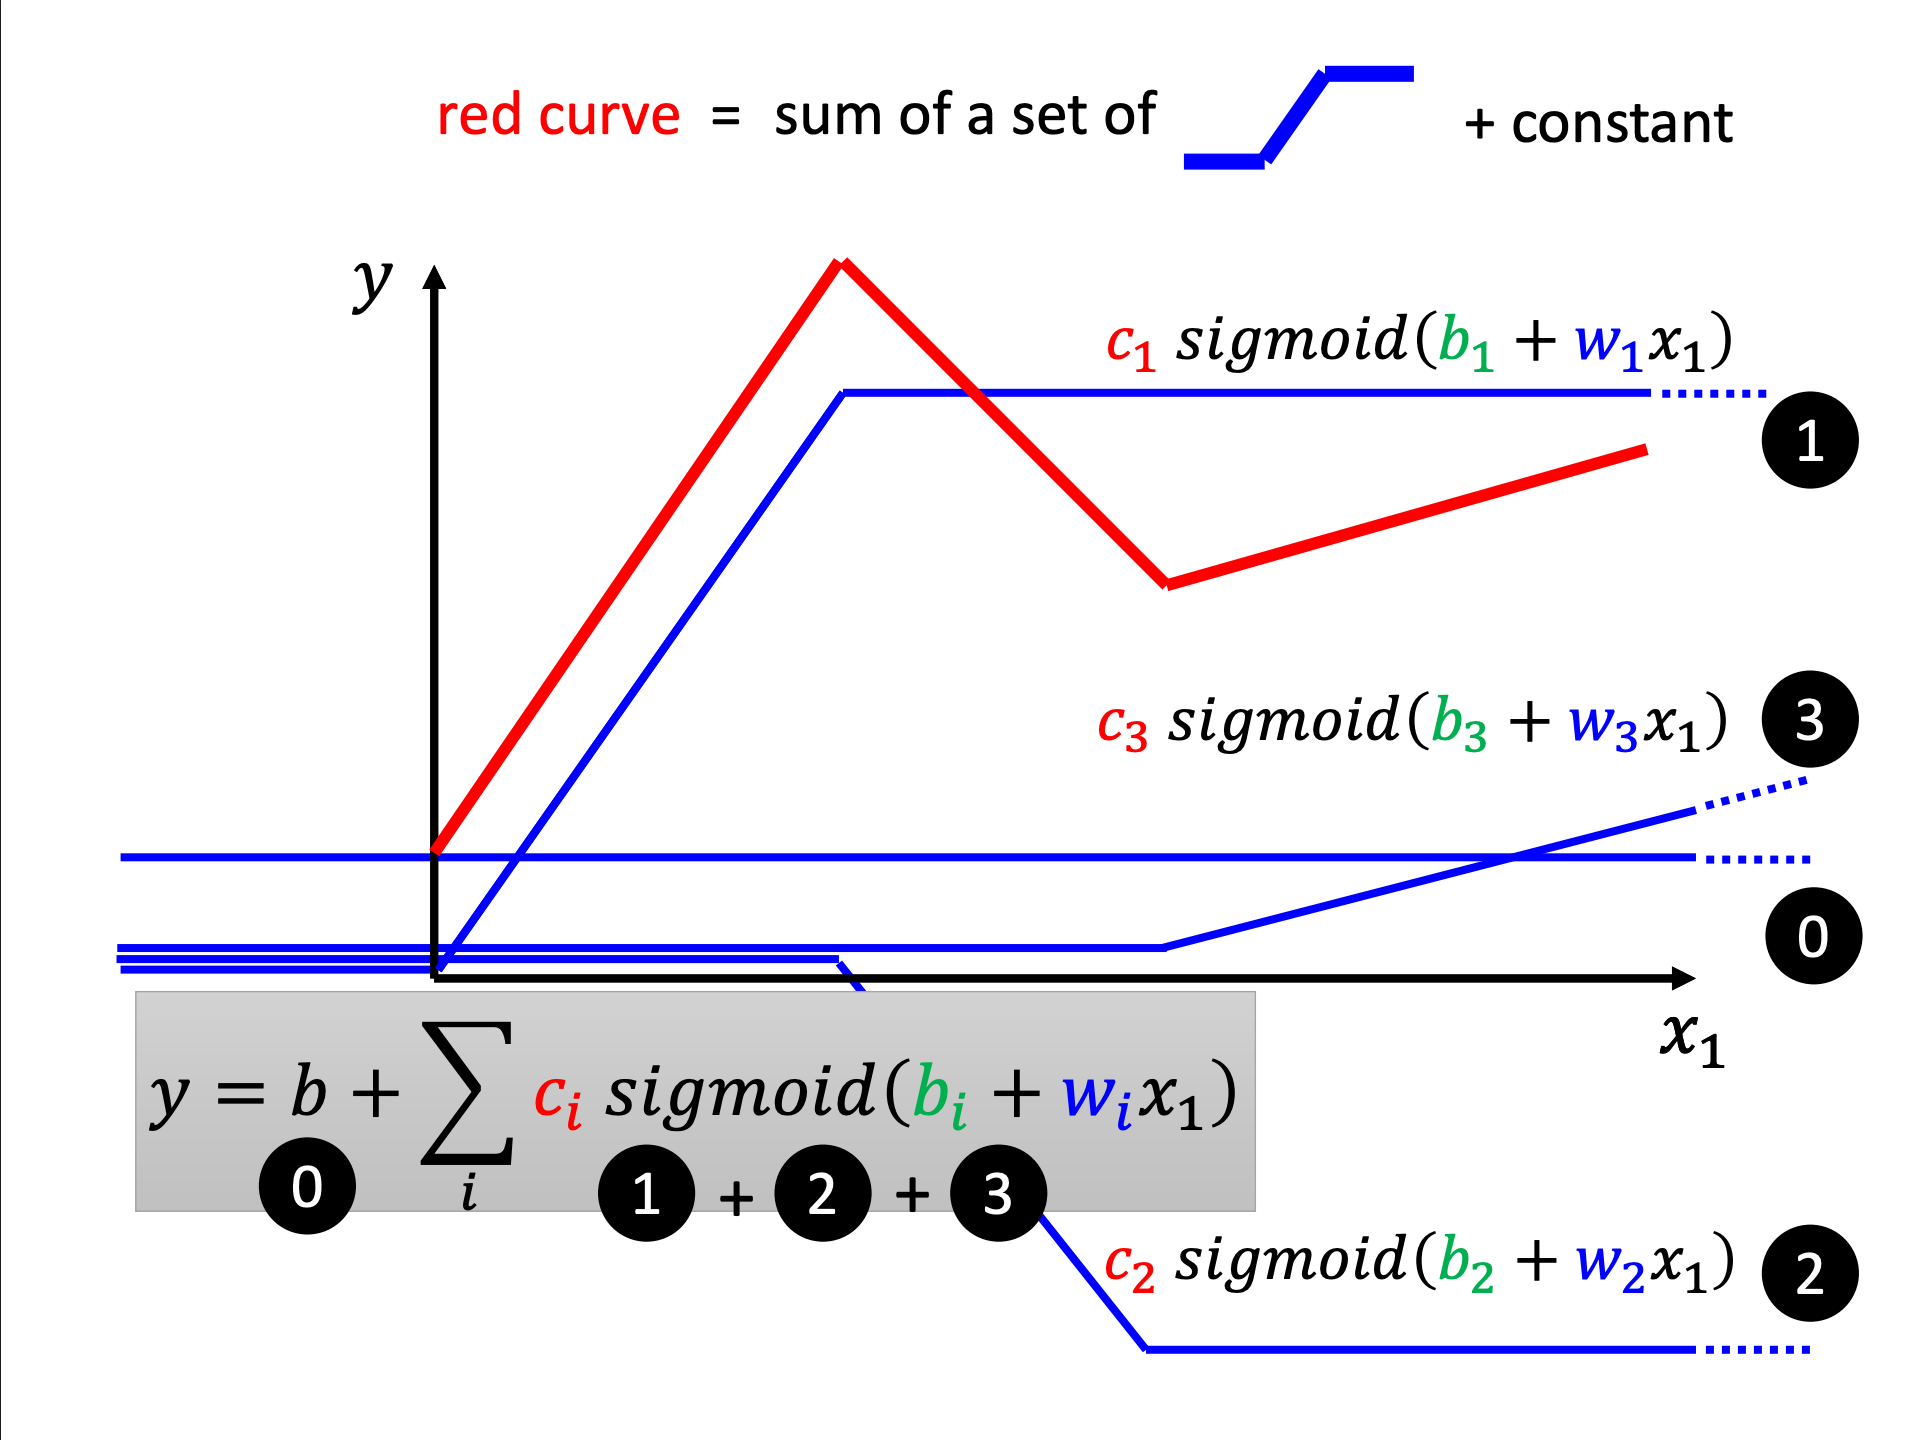 red curve = sum of a set of + constant
y
c₁ sigmoid(b₁ + w₁x₁)
1
c₃ sigmoid(b₃ + w₃x₁)
3
0
x₁
y = b + ∑ᵢ cᵢ sigmoid(bᵢ + wᵢx₁)
0 1 + 2 + 3
c₂ sigmoid(b₂ + w₂x₁)
2